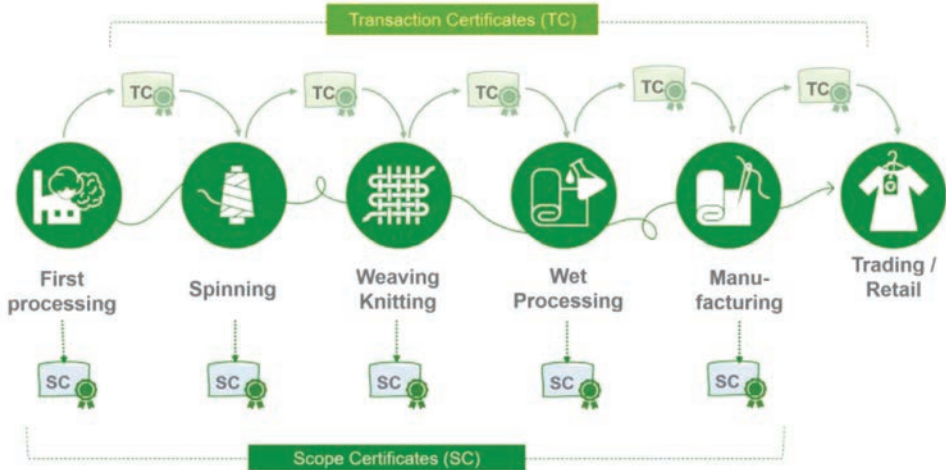 Transaction Certificates (TC)
TC
TC
TC
TC
TC
First
processing
Spinning
Weaving
Knitting
Wet
Processing
Manu-
facturing
Trading /
Retail
SC
SC
SC
SC
SC
Scope Certificates (SC)